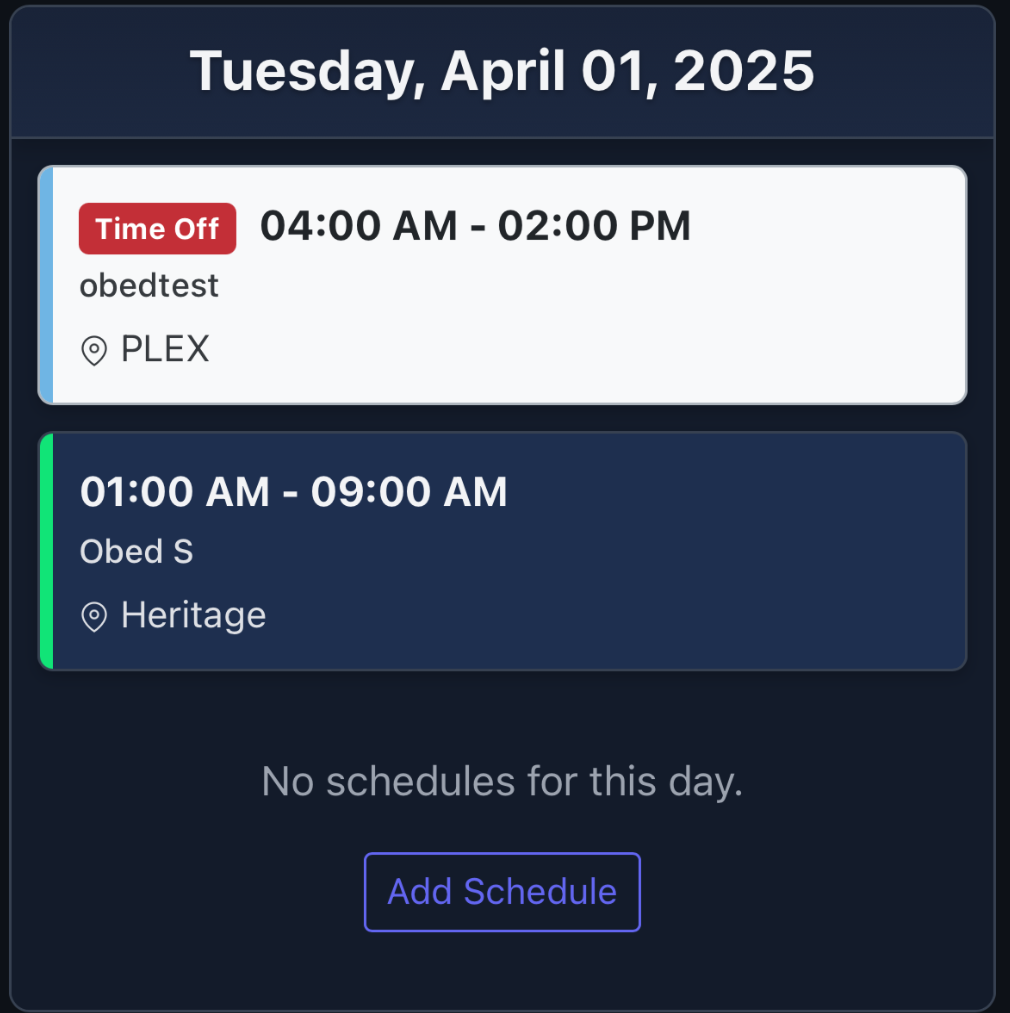 Tuesday, April 01, 2025
Time Off 04:00 AM - 02:00 PM
obedtest
PLEX
01:00 AM - 09:00 AM
Obed S
Heritage
No schedules for this day.
Add Schedule